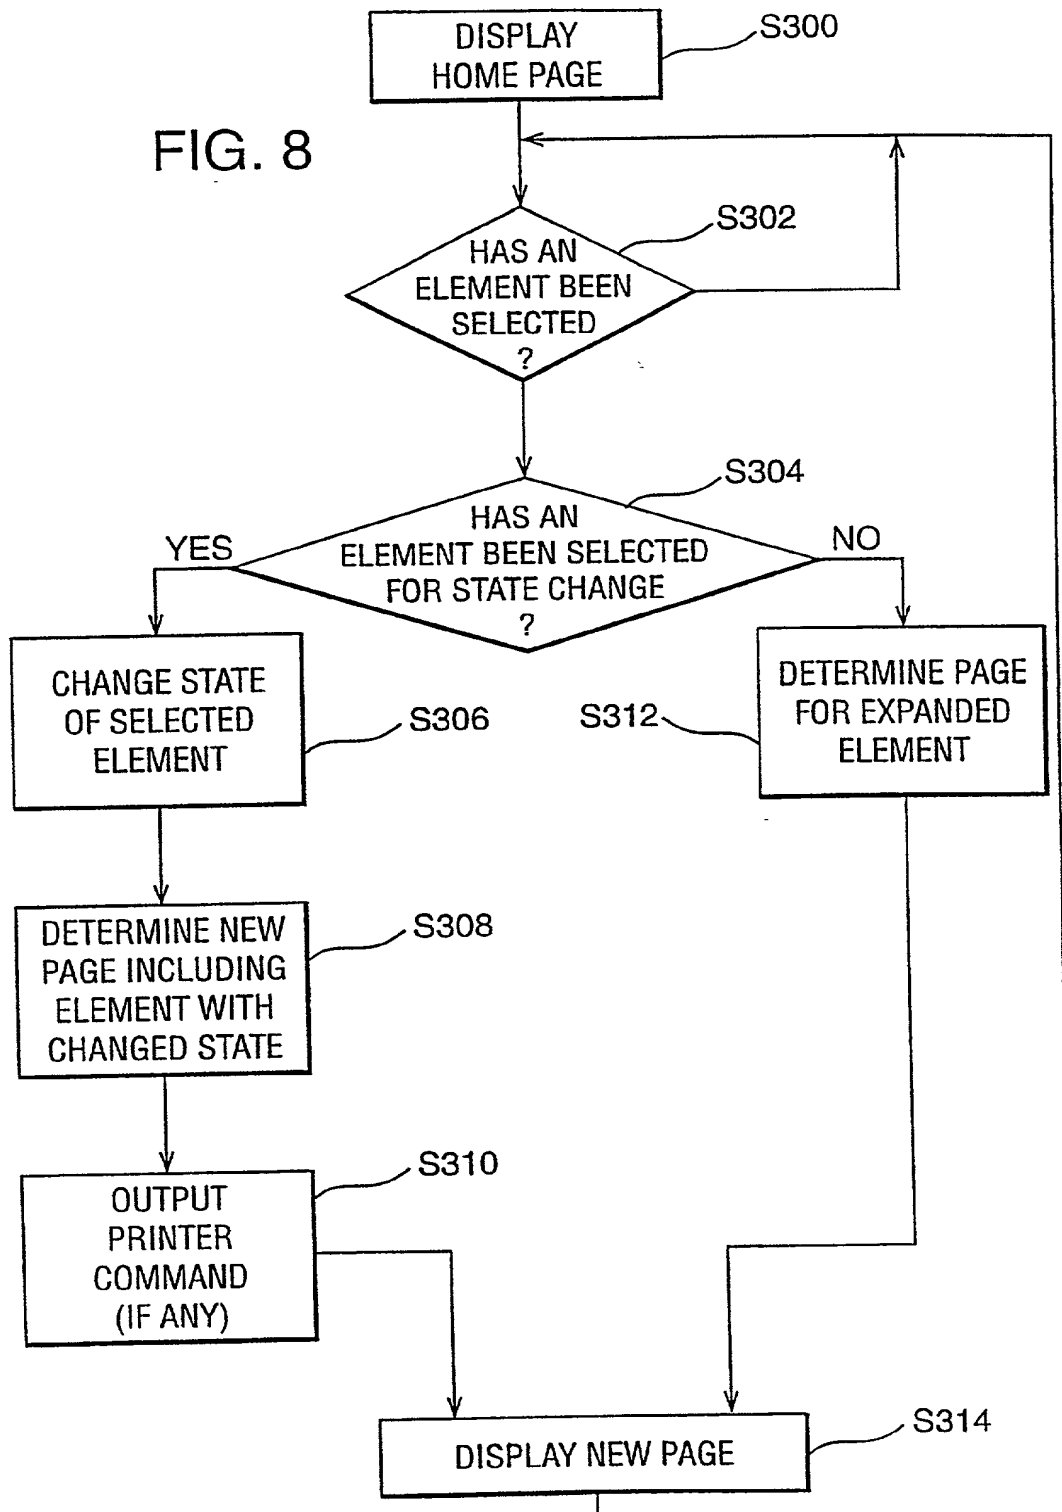 DISPLAY
HOME PAGE
S300
FIG. 8
S302
HAS AN
ELEMENT BEEN
SELECTED
?
S304
HAS AN
ELEMENT BEEN SELECTED
FOR STATE CHANGE
?
YES
NO
CHANGE STATE
OF SELECTED
ELEMENT
S306
S312
DETERMINE PAGE
FOR EXPANDED
ELEMENT
DETERMINE NEW
PAGE INCLUDING
ELEMENT WITH
CHANGED STATE
S308
S310
OUTPUT
PRINTER
COMMAND
(IF ANY)
S314
DISPLAY NEW PAGE